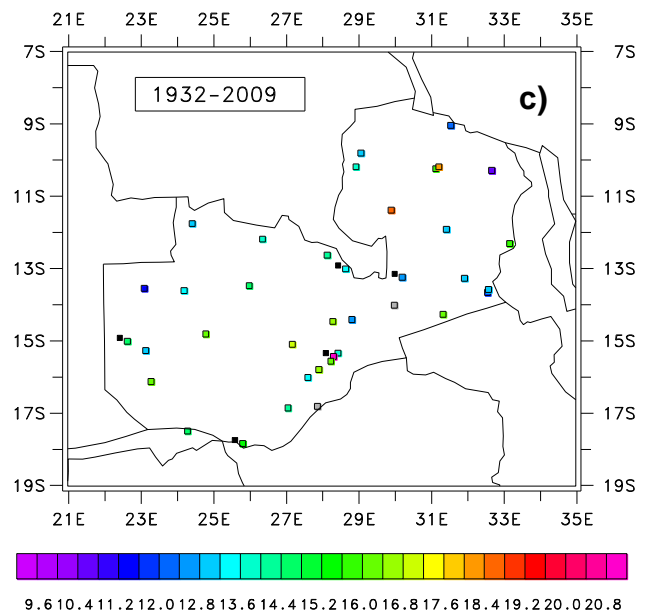 21E 23E 25E 27E 29E 31E 33E 35E
7S 7S
1932-2009 c)
9S 9S
11S 11S
13S 13S
15S 15S
17S 17S
19S 19S
21E 23E 25E 27E 29E 31E 33E 35E
9.6 10.4 11.2 12.0 12.8 13.6 14.4 15.2 16.0 16.8 17.6 18.4 19.2 20.0 20.8